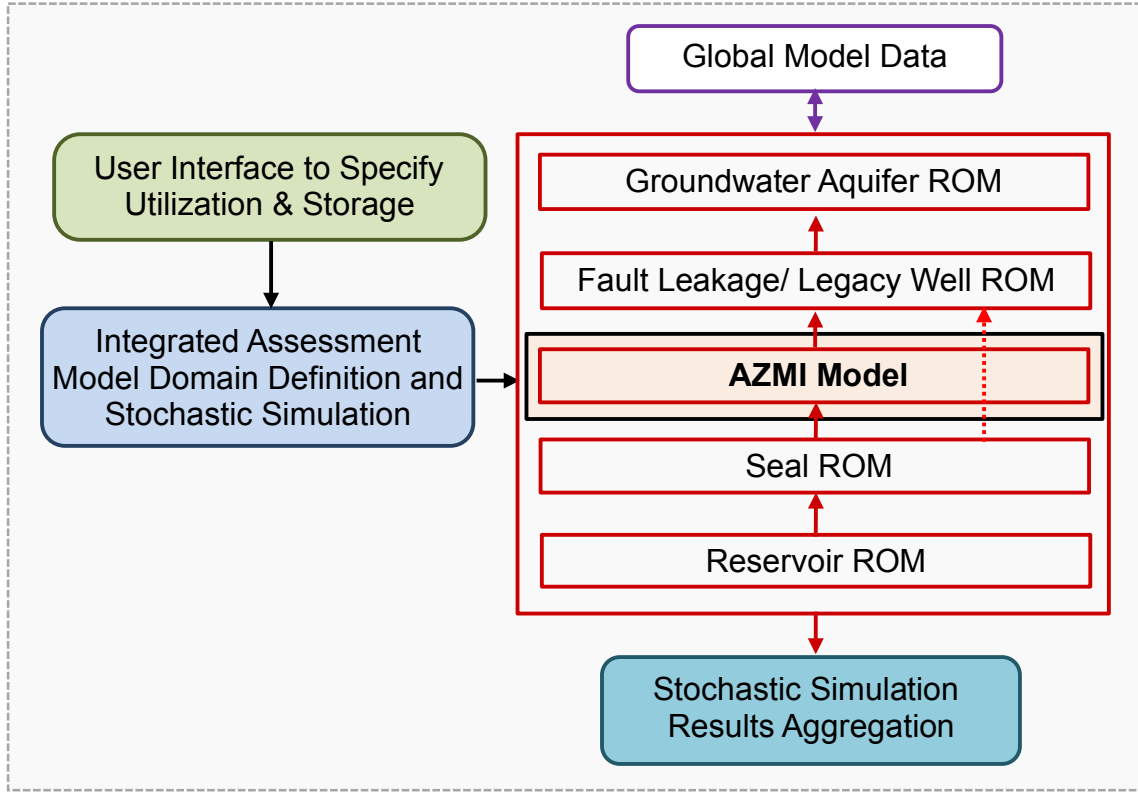 Global Model Data
User Interface to Specify
Utilization & Storage
Integrated Assessment
Model Domain Definition and
Stochastic Simulation
Groundwater Aquifer ROM
Fault Leakage/ Legacy Well ROM
AZMI Model
Seal ROM
Reservoir ROM
Stochastic Simulation
Results Aggregation